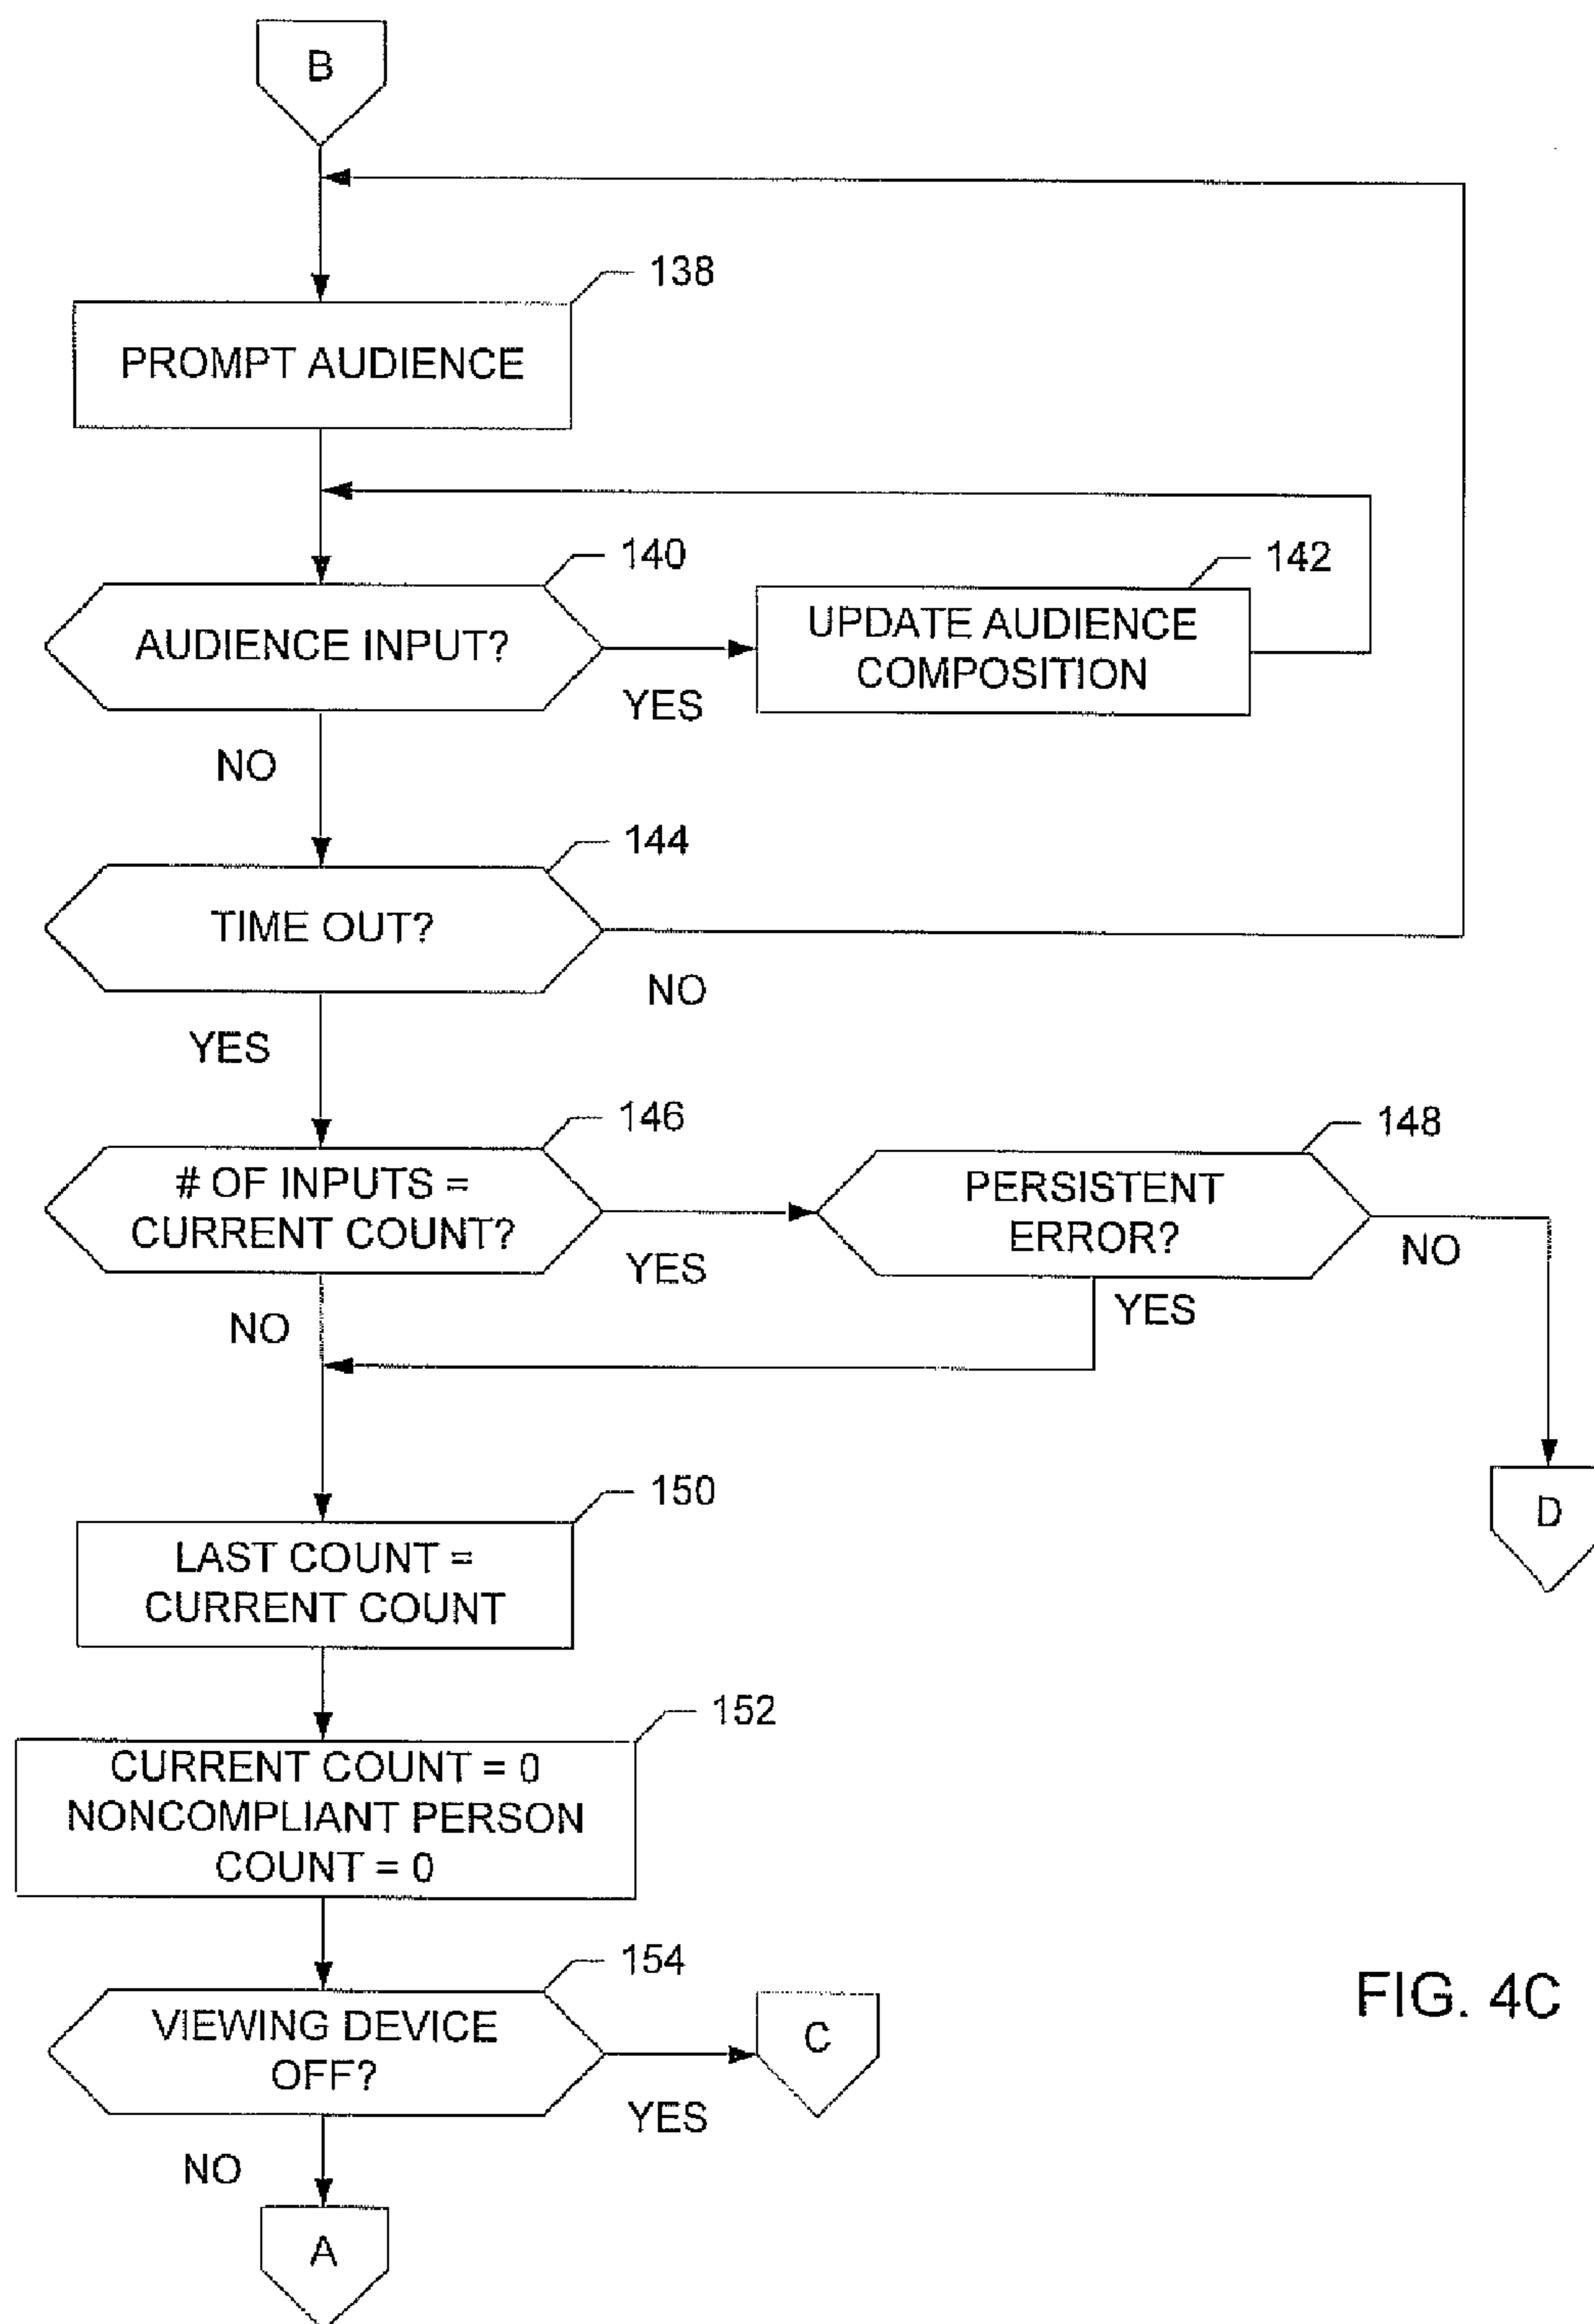 B
138
PROMPT AUDIENCE
140
AUDIENCE INPUT?
YES
142
UPDATE AUDIENCE
COMPOSITION
NO
144
TIME OUT?
NO
YES
146
# OF INPUTS =
CURRENT COUNT?
YES
148
PERSISTENT
ERROR?
NO
YES
NO
D
150
LAST COUNT =
CURRENT COUNT
152
CURRENT COUNT = 0
NONCOMPLIANT PERSON
COUNT = 0
154
VIEWING DEVICE
OFF?
YES
C
NO
A
FIG. 4C